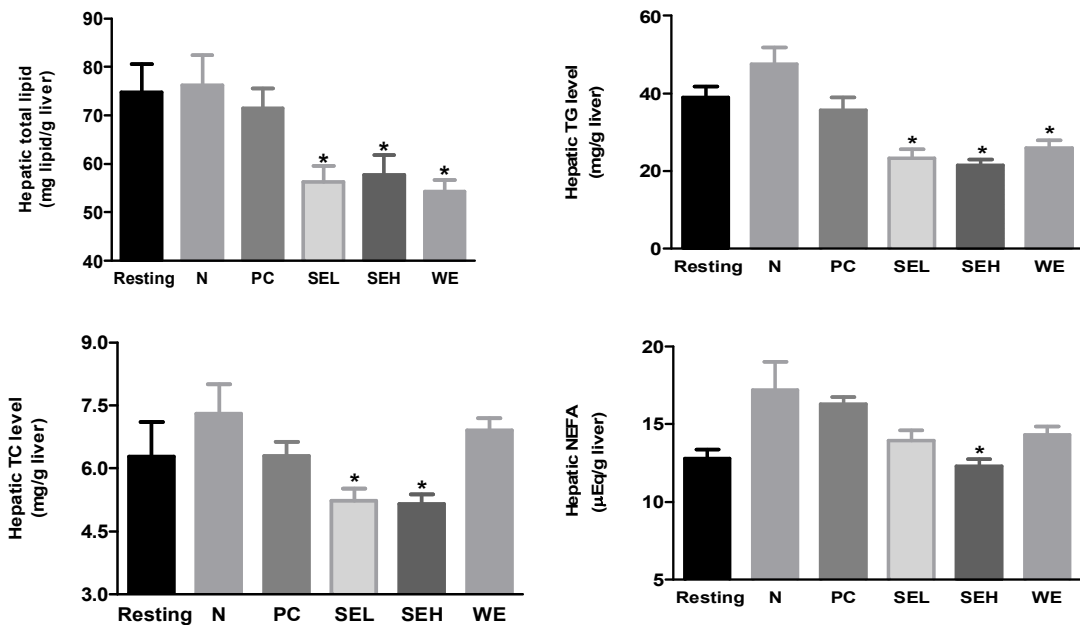 Hepatic total lipid
(mg lipid/g liver)
90
80
70
60
50
40
*
*
*
Resting N PC SEL SEH WE
Hepatic TG level
(mg/g liver)
60
40
20
0
*
*
*
Resting N PC SEL SEH WE
Hepatic TC level
(mg/g liver)
9.0
7.5
6.0
4.5
3.0
*
*
Resting N PC SEL SEH WE
Hepatic NEFA
(µEq/g liver)
20
15
10
5
*
Resting N PC SEL SEH WE